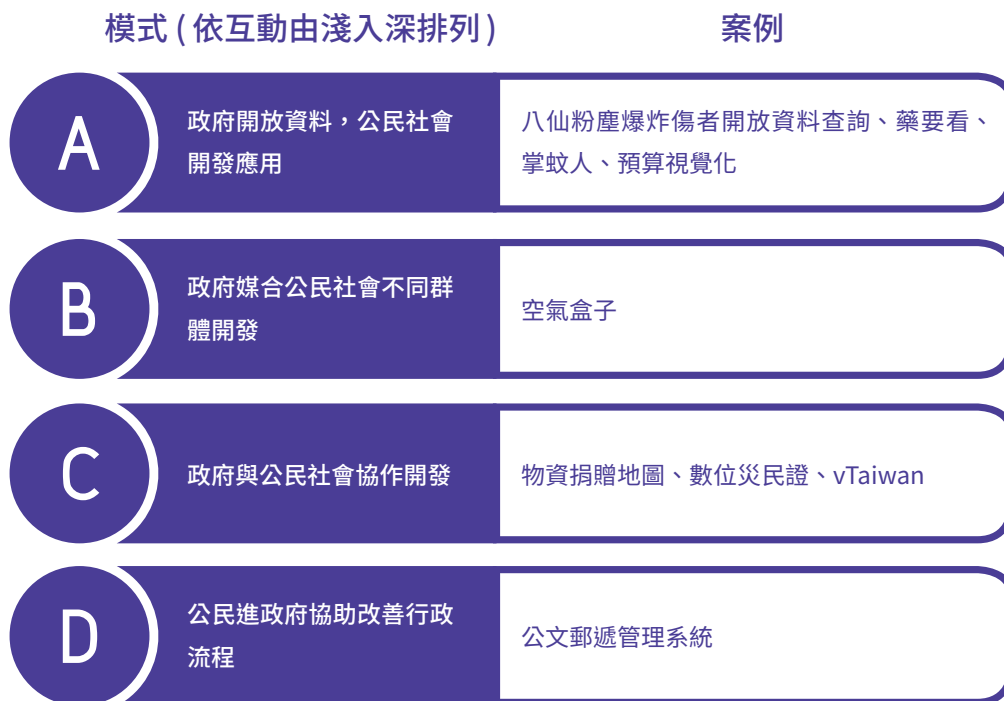 模式 ( 依互動由淺入深排列 )
案例
A
政府開放資料，公民社會
開發應用
八仙粉塵爆炸傷者開放資料查詢、藥要看、
掌蚊人、預算視覺化
B
政府媒合公民社會不同群
體開發
空氣盒子
C
政府與公民社會協作開發
物資捐贈地圖、數位災民證、vTaiwan
D
公民進政府協助改善行政
流程
公文郵遞管理系統